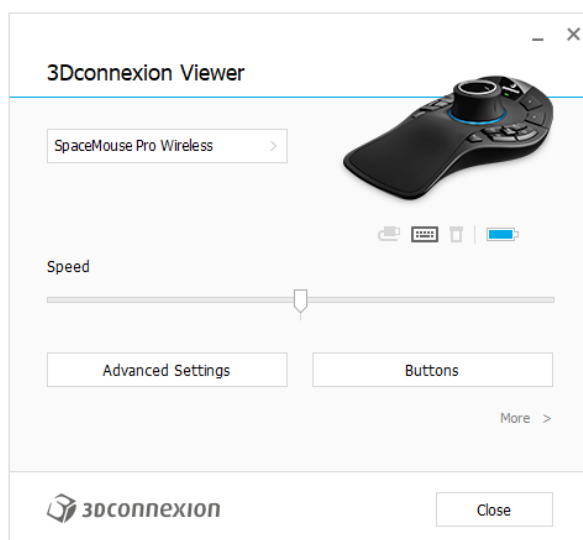 3Dconnexion Viewer
SpaceMouse Pro Wireless >
Speed
Advanced Settings
Buttons
More >
3Dconnexion
Close